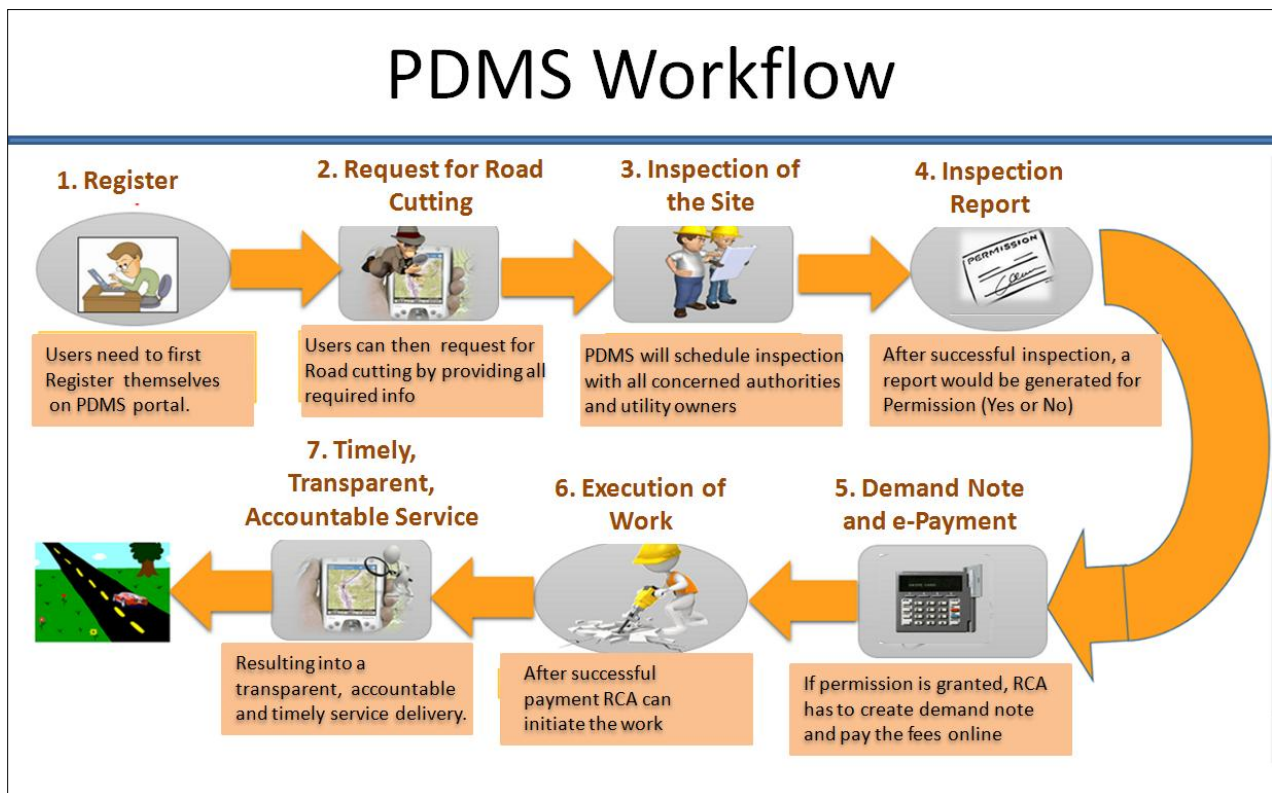 PDMS Workflow
1. Register
Users need to first
Register themselves
on PDMS portal.
2. Request for Road
Cutting
Users can then request for
Road cutting by providing all
required info
3. Inspection of
the Site
PDMS will schedule inspection
with all concerned authorities
and utility owners
4. Inspection
Report
PERMISSION
After successful inspection, a
report would be generated for
Permission (Yes or No)
5. Demand Note
and e-Payment
If permission is granted, RCA
has to create demand note
and pay the fees online
6. Execution of
Work
After successful
payment RCA can
initiate the work
7. Timely,
Transparent,
Accountable Service
Resulting into a
transparent, accountable
and timely service delivery.